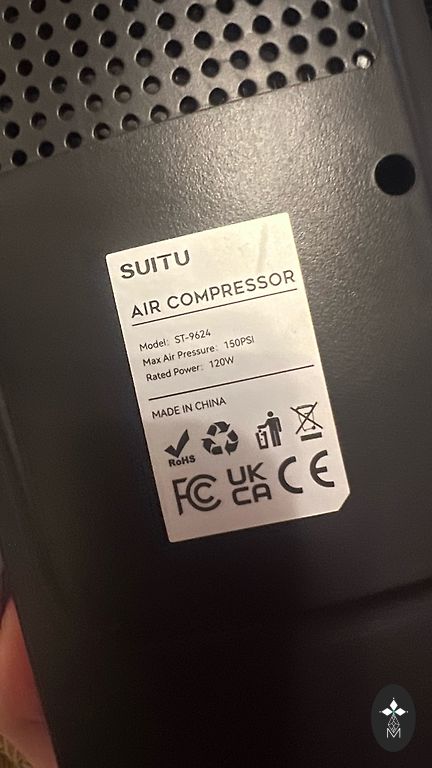 SUITU
AIR COMPRESSOR
Model: ST-9624
Max Air Pressure: 150PSI
Rated Power: 120W
MADE IN CHINA
RoHS
FC UK CA CE
M